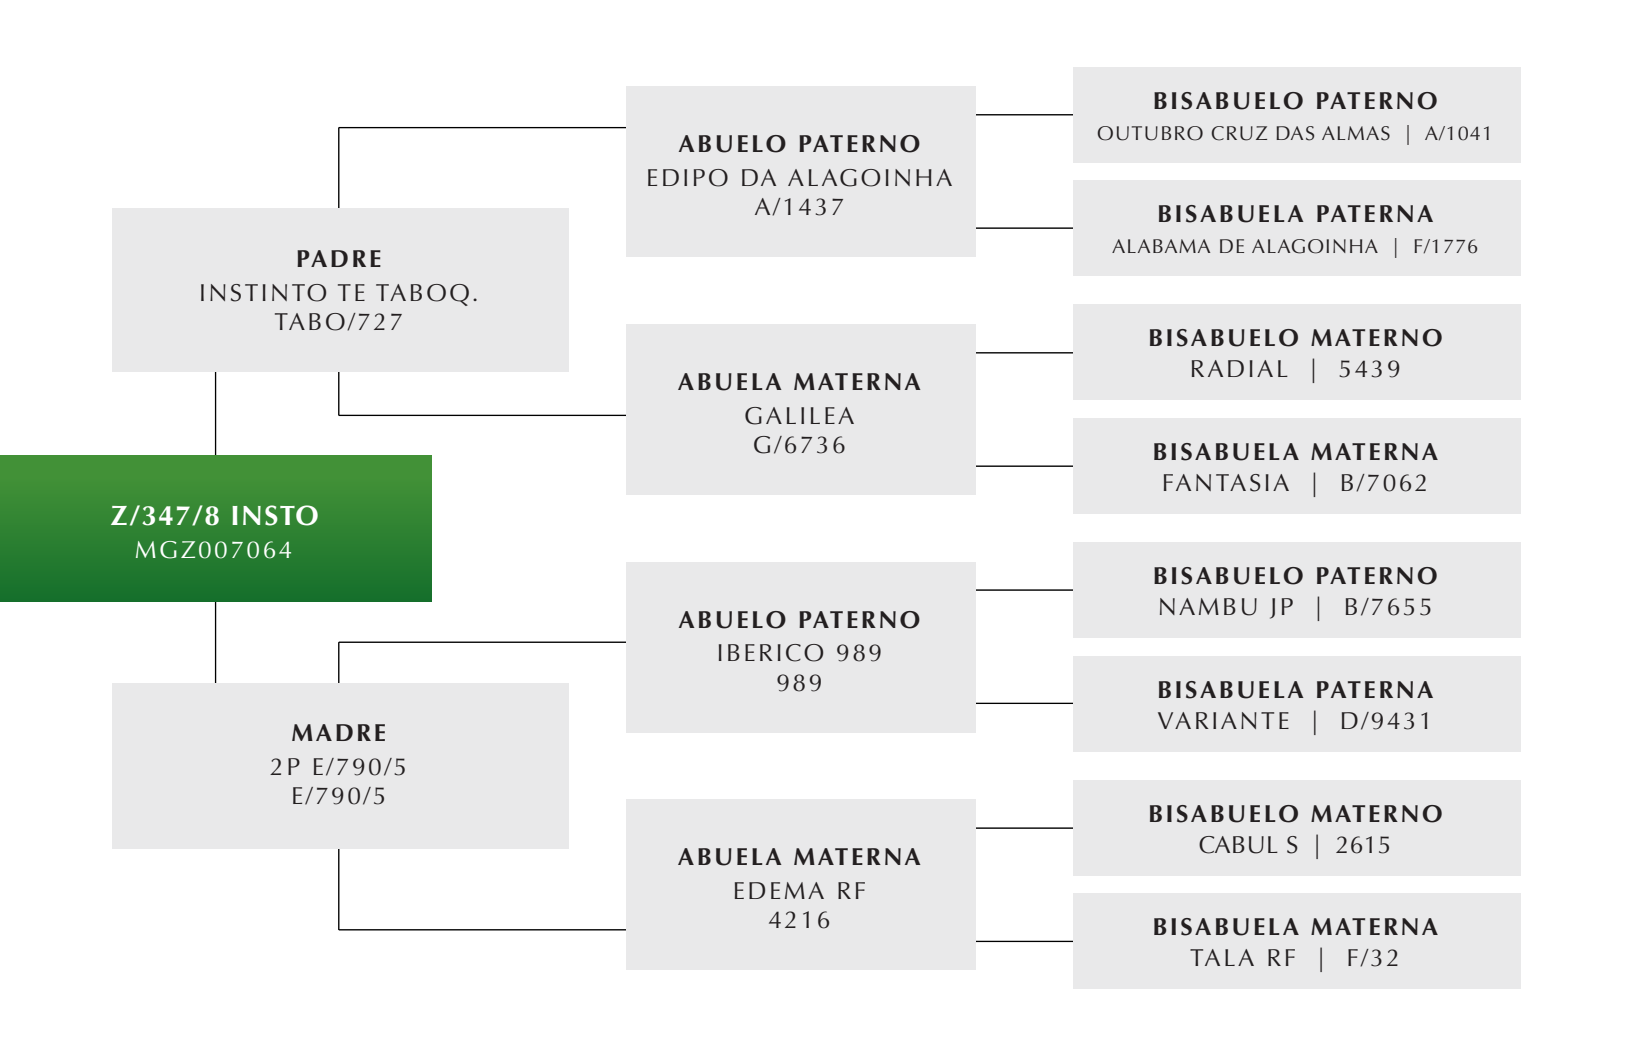 BISABUELO PATERNO
OUTUBRO CRUZ DAS ALMAS | A/1041
ABUELO PATERNO
EDIPO DA ALAGOINHA
A/1437
BISABUELA PATERNA
ALABAMA DE ALAGOINHA | F/1776
PADRE
INSTINTO TE TABOQ.
TABO/727
BISABUELO MATERNO
RADIAL | 5439
ABUELA MATERNA
GALILEA
G/6736
BISABUELA MATERNA
FANTASIA | B/7062
Z/347/8 INSTO
MGZ007064
BISABUELO PATERNO
NAMBU JP | B/7655
ABUELO PATERNO
IBERICO 989
989
BISABUELA PATERNA
VARIANTE | D/9431
MADRE
2P E/790/5
E/790/5
BISABUELO MATERNO
CABUL S | 2615
ABUELA MATERNA
EDEMA RF
4216
BISABUELA MATERNA
TALA RF | F/32